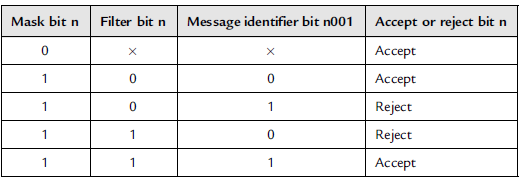 Mask bit n Filter bit n Message identifier bit n001 Accept or reject bit n
0 × × Accept
1 0 0 Accept
1 0 1 Reject
1 1 0 Reject
1 1 1 Accept